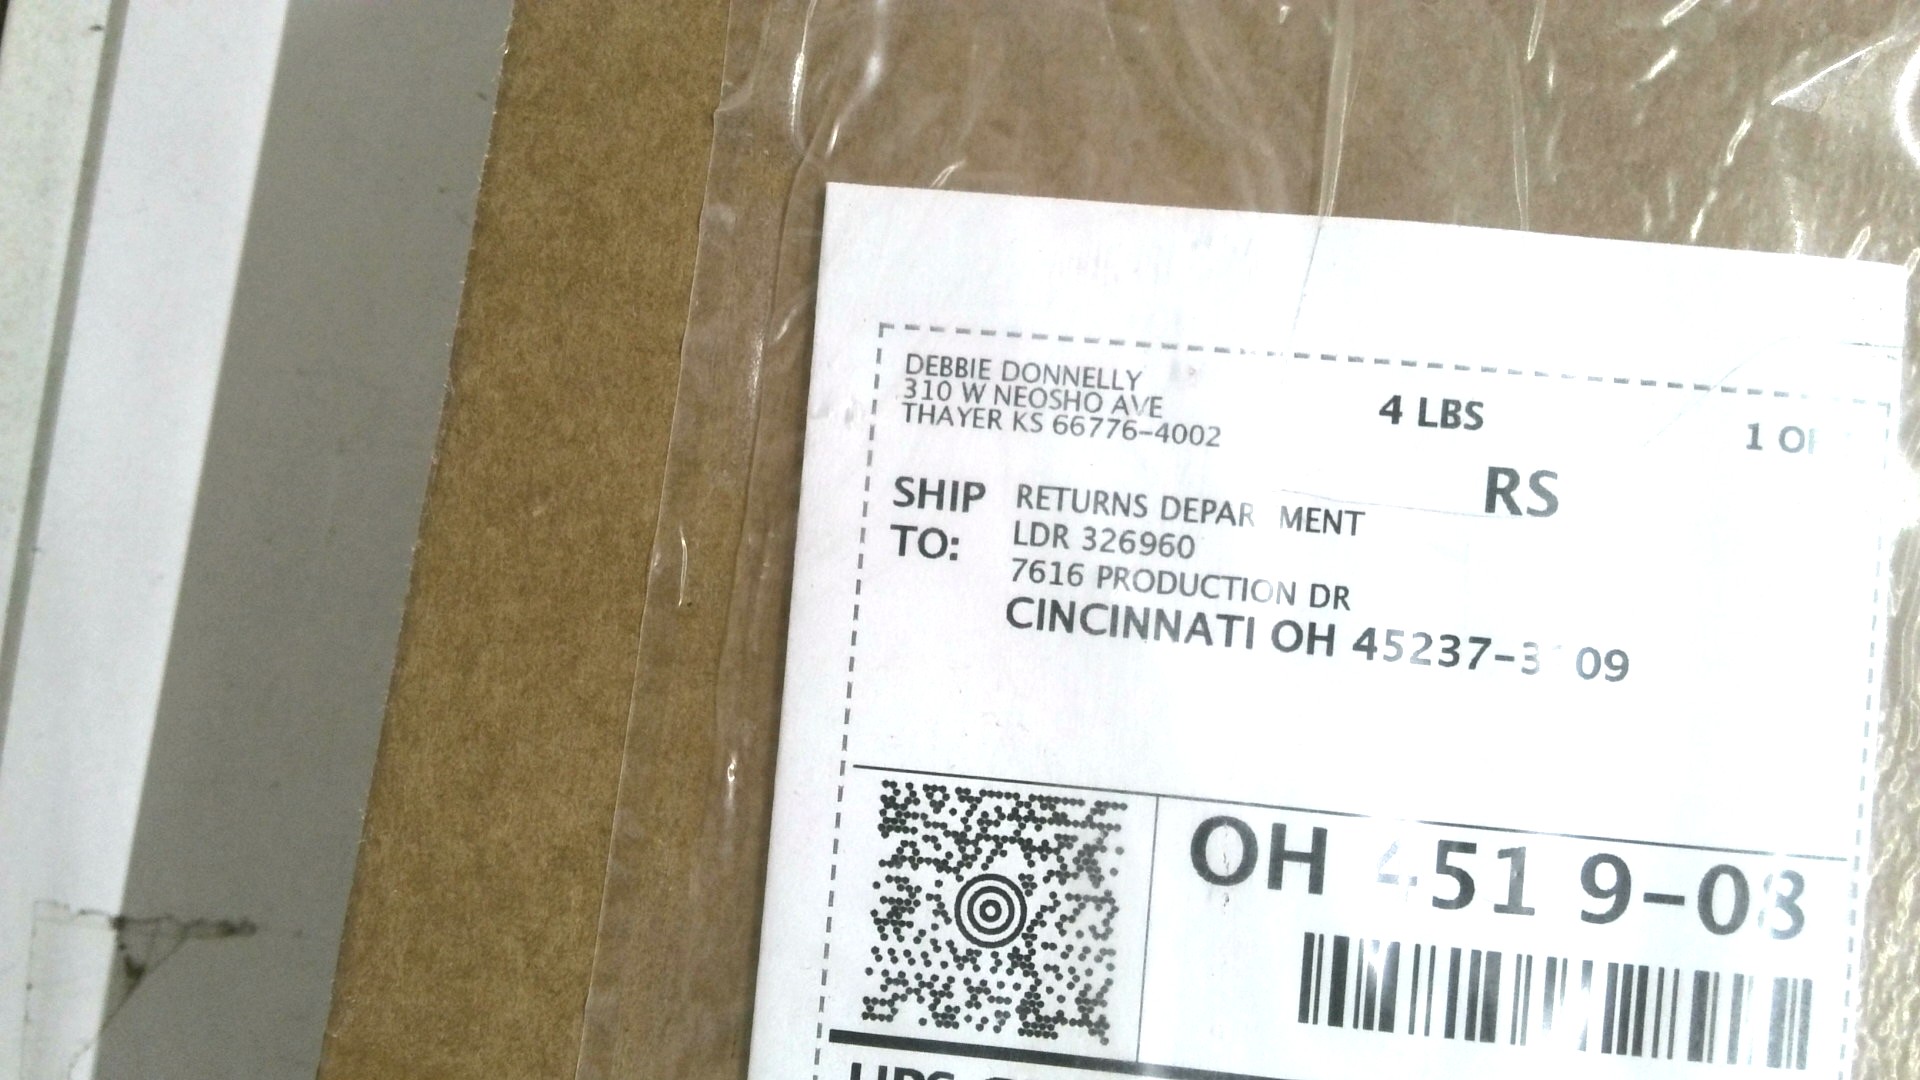 DEBBIE DONNELLY
310 W NEOSHO AVE
THAYER KS 66776-4002
4 LBS
1
RS
SHIP TO:
RETURNS DEPAR MENT
LDR 326960
7616 PRODUCTION DR
CINCINNATI OH
OH